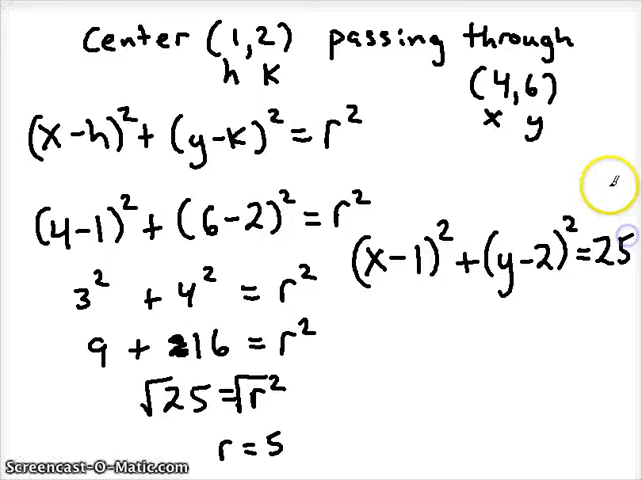 Center (1,2) passing through
h k
(4,6)
x y
(x-h)² + (y-k)² = r²
(4-1)² + (6-2)² = r²
(x-1)² + (y-2)² = 25
3² + 4² = r²
9 + 16 = r²
√25 = √r²
r = 5
Screencast-O-Matic.com